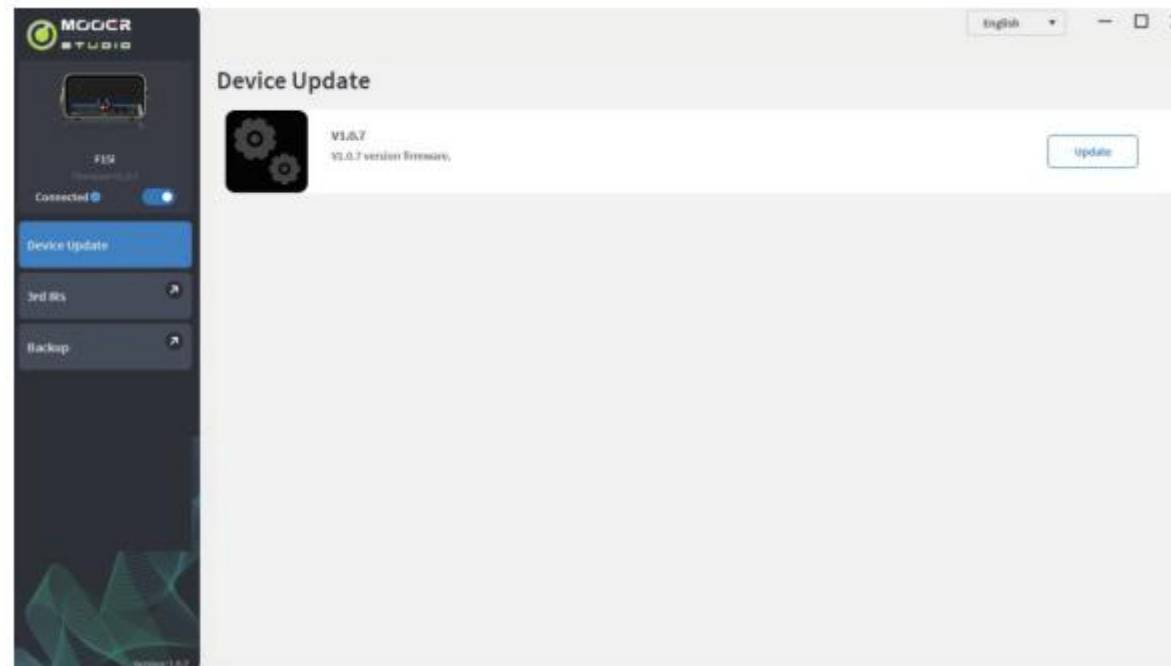 MOOER
STUDIO
English
Device Update
V1.0.7
V1.0.7 version firmware.
Update
F15i
Connected
Device Update
3rd IRs
Backup